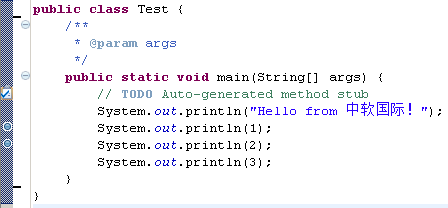 public class Test {
/**
* @param args
*/
public static void main(String[] args) {
// TODO Auto-generated method stub
System.out.println("Hello from 中软国际！");
System.out.println(1);
System.out.println(2);
System.out.println(3);
}
}